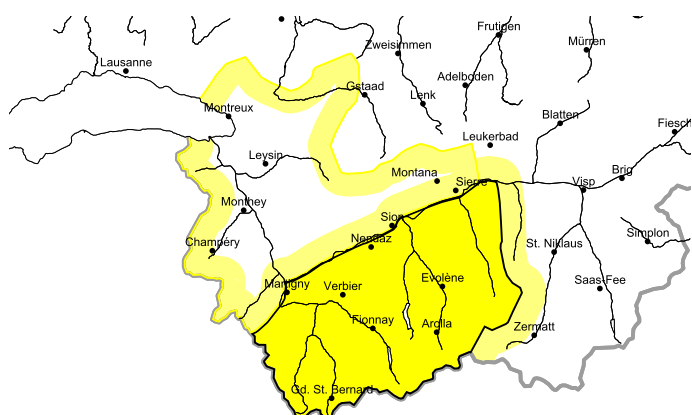 Frutigen
Zweisimmen
Mürren
Lausanne
Adelboden
Gstaad
Lenk
Montreux
Blatten
Fiesch
Leukerbad
Leysin
Montana
Sierre
Visp
Brig
Monthey
Sion
Simplon
Champéry
Nendaz
St. Niklaus
Evolène
Saas-Fee
Martigny
Verbier
Fionnay
Arolla
Zermatt
Gd. St. Bernard